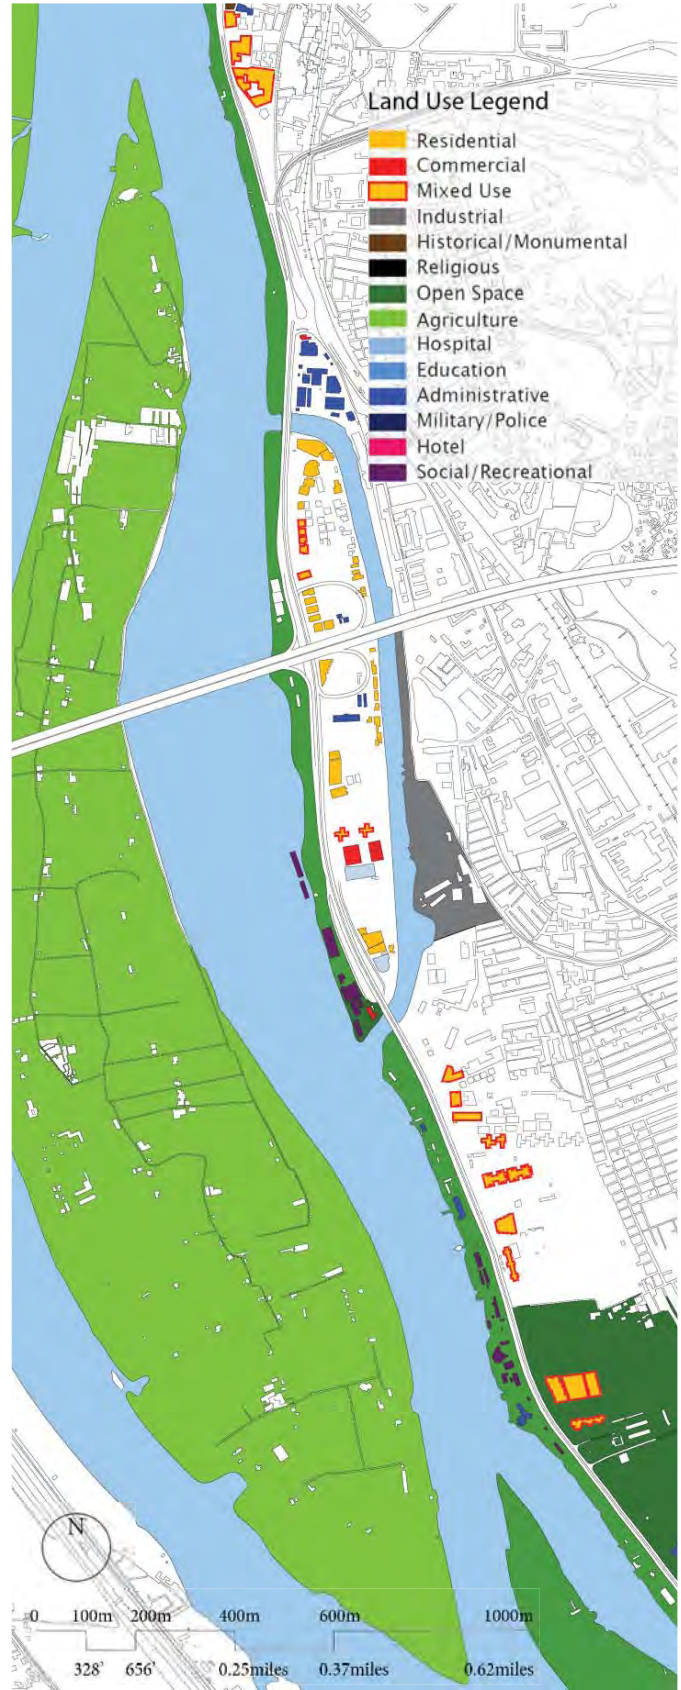 Land Use Legend
Residential
Commercial
Mixed Use
Industrial
Historical/Monumental
Religious
Open Space
Agriculture
Hospital
Education
Administrative
Military/Police
Hotel
Social/Recreational
N
0 100m 200m 400m 600m 1000m
328' 656' 0.25miles 0.37miles 0.62miles